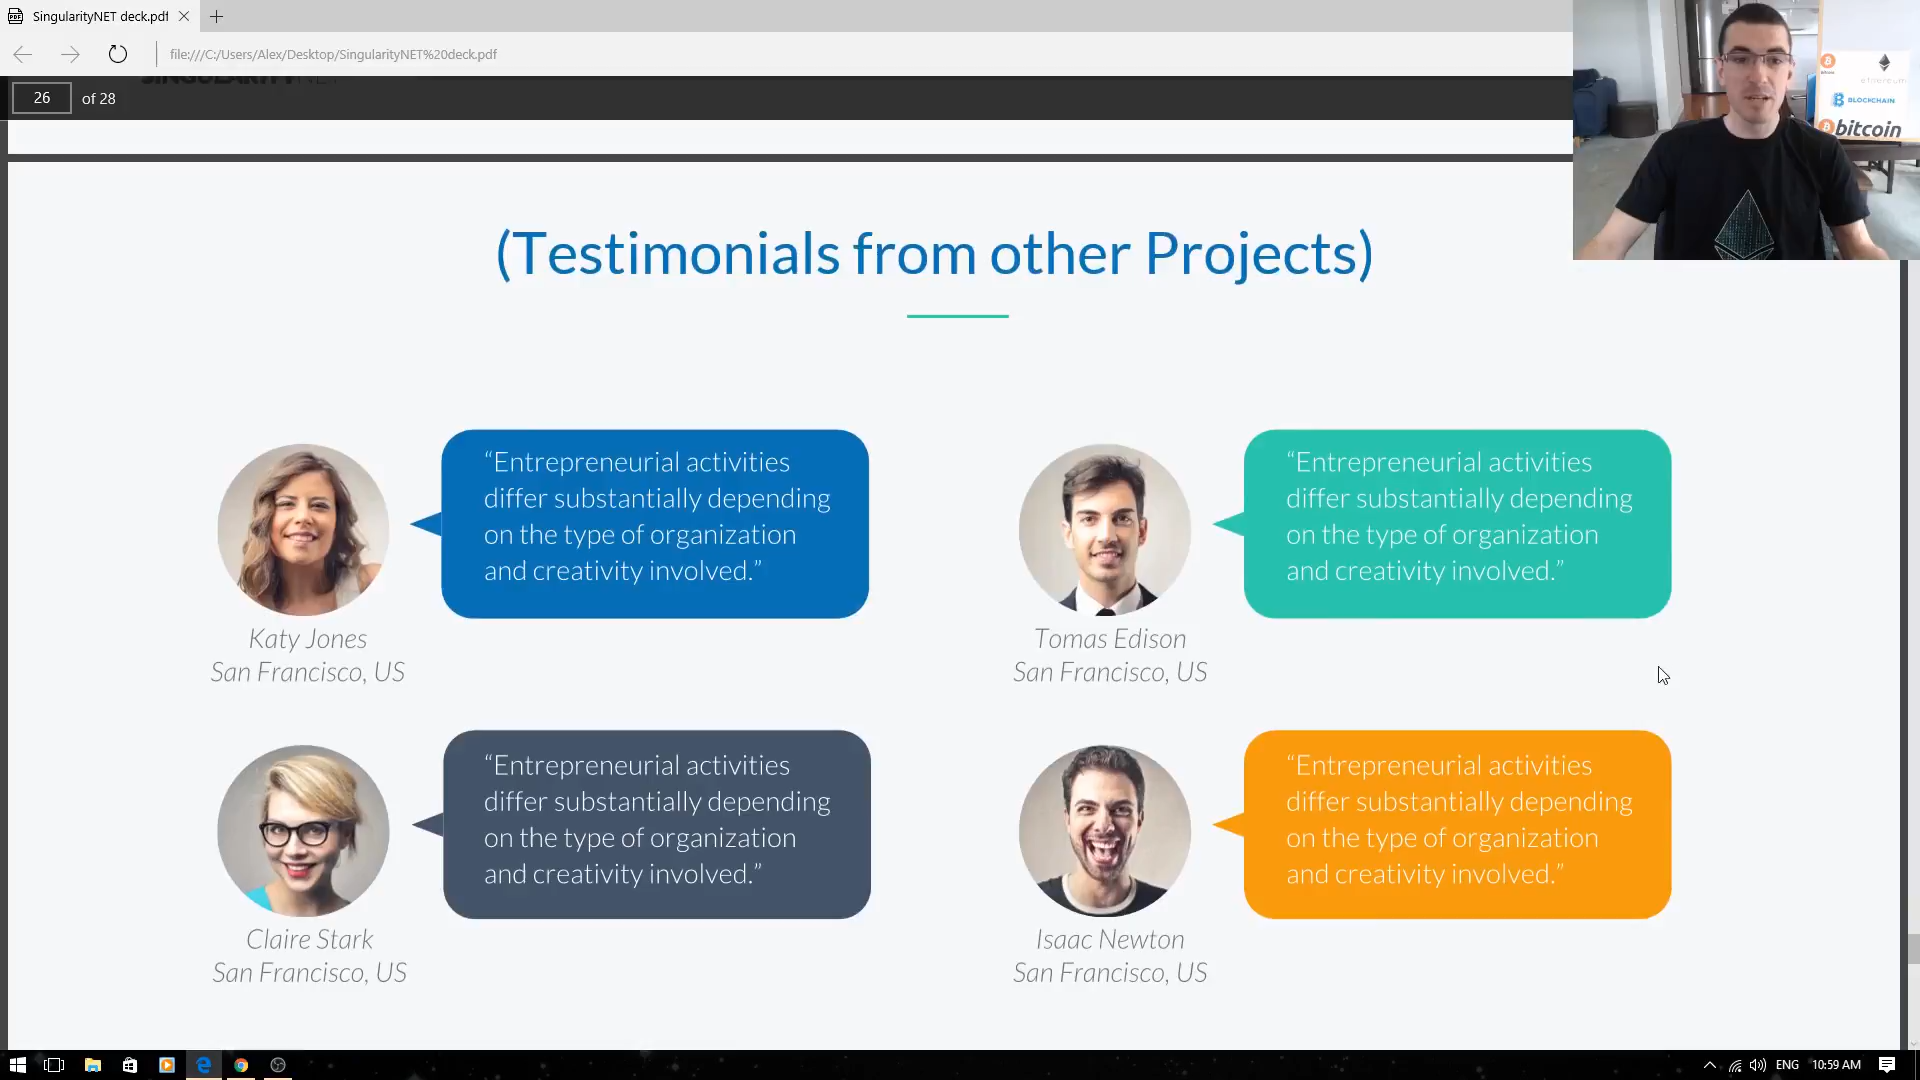 SingularityNET deck.pdf
file:///C:/Users/Alex/Desktop/SingularityNET%20deck.pdf
26 of 28
ethereum
BLOCKCHAIN
bitcoin
(Testimonials from other Projects)
“Entrepreneurial activities
differ substantially depending
on the type of organization
and creativity involved.”
Katy Jones
San Francisco, US
“Entrepreneurial activities
differ substantially depending
on the type of organization
and creativity involved.”
Tomas Edison
San Francisco, US
“Entrepreneurial activities
differ substantially depending
on the type of organization
and creativity involved.”
Claire Stark
San Francisco, US
“Entrepreneurial activities
differ substantially depending
on the type of organization
and creativity involved.”
Isaac Newton
San Francisco, US
ENG
10:59 AM